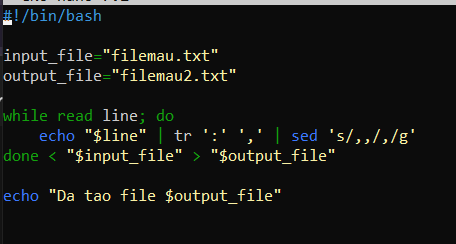 #!/bin/bash
input_file="filemau.txt"
output_file="filemau2.txt"
while read line; do
    echo "$line" | tr ':' ',' | sed 's/,,/,/g'
done < "$input_file" > "$output_file"
echo "Da tao file $output_file"